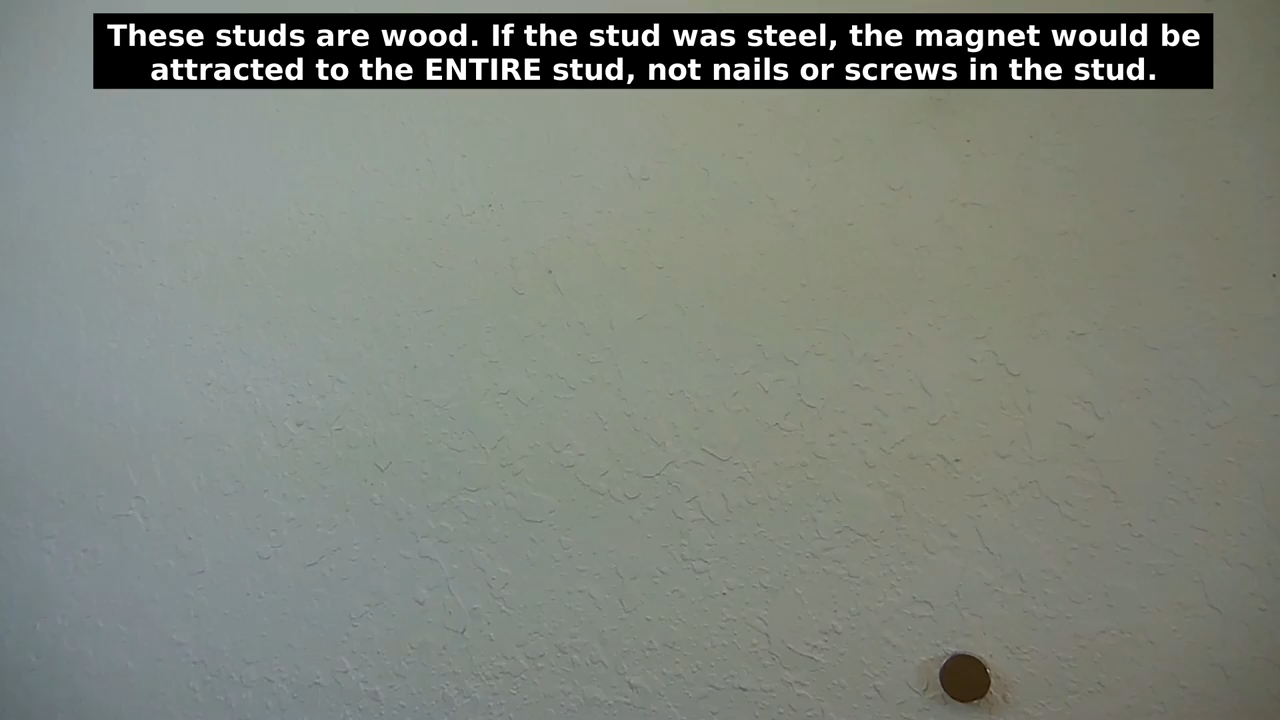 These studs are wood. If the stud was steel, the magnet would be
attracted to the ENTIRE stud, not nails or screws in the stud.